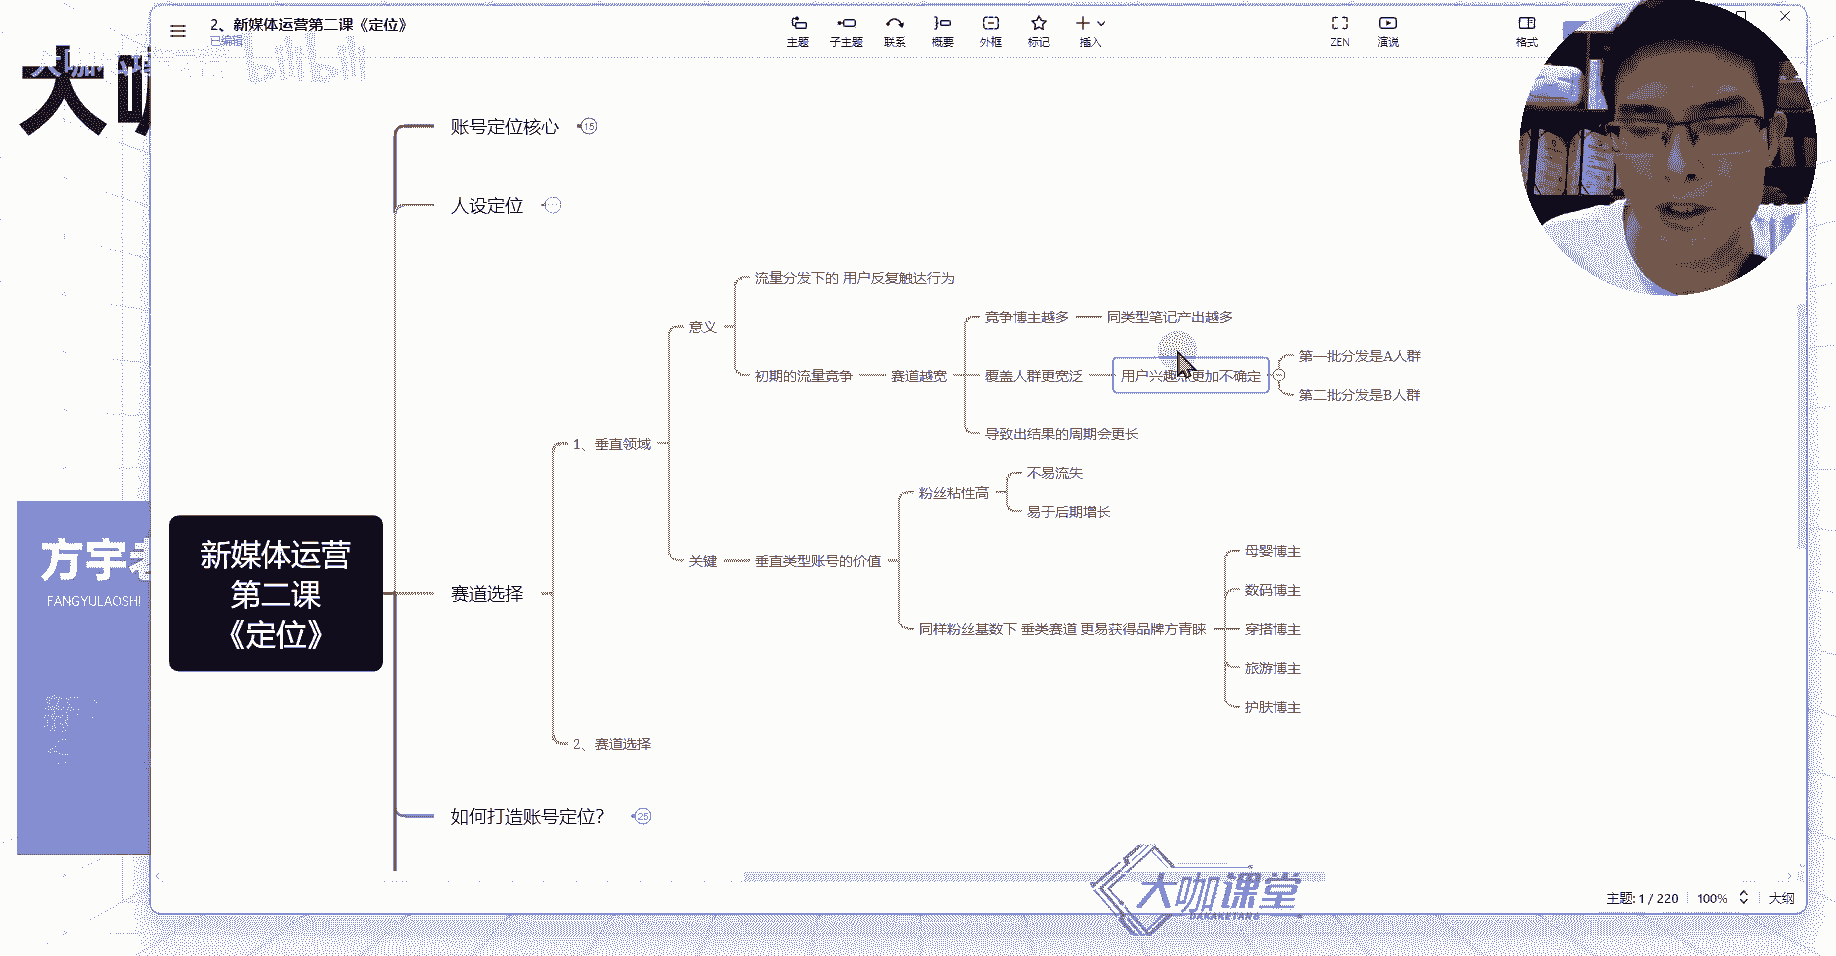 2、新媒体运营第二课《定位》
已编辑
主题
子主题
联系
概要
外框
标记
插入
ZEN
演说
格式
bilibili
大咖
账号定位核心
15
人设定位
流量分发下的 用户反复触达行为
意义
竞争博主越多
同类型笔记产出越多
初期的流量竞争
赛道越宽
覆盖人群更宽泛
用户兴趣点更加不确定
第一批分发是A人群
第二批分发是B人群
导致出结果的周期会更长
1、垂直领域
粉丝粘性高
不易流失
易于后期增长
关键
垂直类型账号的价值
同样粉丝基数下 垂类赛道 更易获得品牌方青睐
母婴博主
数码博主
穿搭博主
旅游博主
护肤博主
新媒体运营
第二课
《定位》
赛道选择
2、赛道选择
如何打造账号定位？
25
方宇老
FANGYULAOSHI
大咖课堂
DAKAKETANG
主题: 1 / 220
100%
大纲